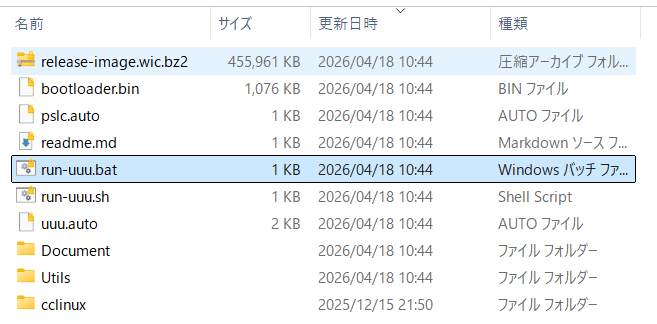 名前 サイズ 更新日時 種類
release-image.wic.bz2 455,961 KB 2026/04/18 10:44 圧縮アーカイブ フォル...
bootloader.bin 1,076 KB 2026/04/18 10:44 BIN ファイル
pslc.auto 1 KB 2026/04/18 10:44 AUTO ファイル
readme.md 1 KB 2026/04/18 10:44 Markdown ソース フ...
run-uuu.bat 1 KB 2026/04/18 10:44 Windows バッチ ファ...
run-uuu.sh 1 KB 2026/04/18 10:44 Shell Script
uuu.auto 2 KB 2026/04/18 10:44 AUTO ファイル
Document 2026/04/18 10:44 ファイル フォルダー
Utils 2026/04/18 10:44 ファイル フォルダー
cclinux 2025/12/15 21:50 ファイル フォルダー